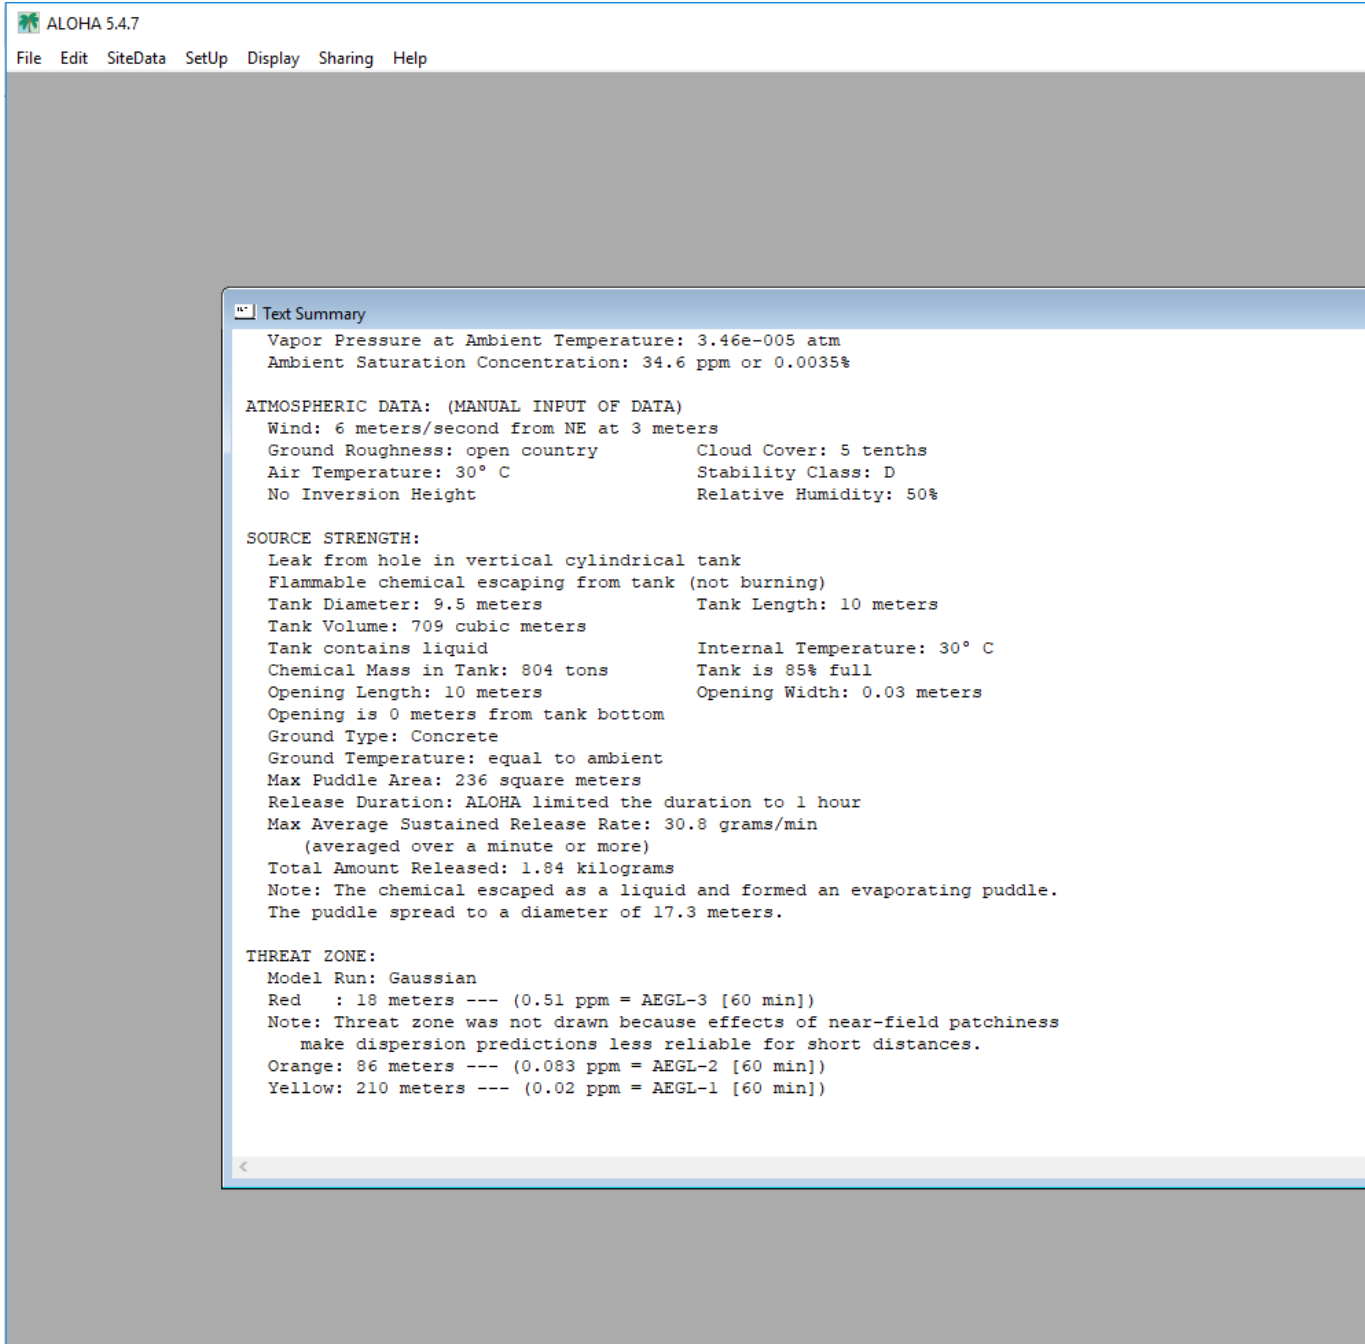 ALOHA 5.4.7
File Edit SiteData SetUp Display Sharing Help
Text Summary
Vapor Pressure at Ambient Temperature: 3.46e-005 atm
Ambient Saturation Concentration: 34.6 ppm or 0.0035%
ATMOSPHERIC DATA: (MANUAL INPUT OF DATA)
Wind: 6 meters/second from NE at 3 meters
Ground Roughness: open country Cloud Cover: 5 tenths
Air Temperature: 30° C Stability Class: D
No Inversion Height Relative Humidity: 50%
SOURCE STRENGTH:
Leak from hole in vertical cylindrical tank
Flammable chemical escaping from tank (not burning)
Tank Diameter: 9.5 meters Tank Length: 10 meters
Tank Volume: 709 cubic meters
Tank contains liquid Internal Temperature: 30° C
Chemical Mass in Tank: 804 tons Tank is 85% full
Opening Length: 10 meters Opening Width: 0.03 meters
Opening is 0 meters from tank bottom
Ground Type: Concrete
Ground Temperature: equal to ambient
Max Puddle Area: 236 square meters
Release Duration: ALOHA limited the duration to 1 hour
Max Average Sustained Release Rate: 30.8 grams/min
(averaged over a minute or more)
Total Amount Released: 1.84 kilograms
Note: The chemical escaped as a liquid and formed an evaporating puddle.
The puddle spread to a diameter of 17.3 meters.
THREAT ZONE:
Model Run: Gaussian
Red : 18 meters --- (0.51 ppm = AEGL-3 [60 min])
Note: Threat zone was not drawn because effects of near-field patchiness
make dispersion predictions less reliable for short distances.
Orange: 86 meters --- (0.083 ppm = AEGL-2 [60 min])
Yellow: 210 meters --- (0.02 ppm = AEGL-1 [60 min])